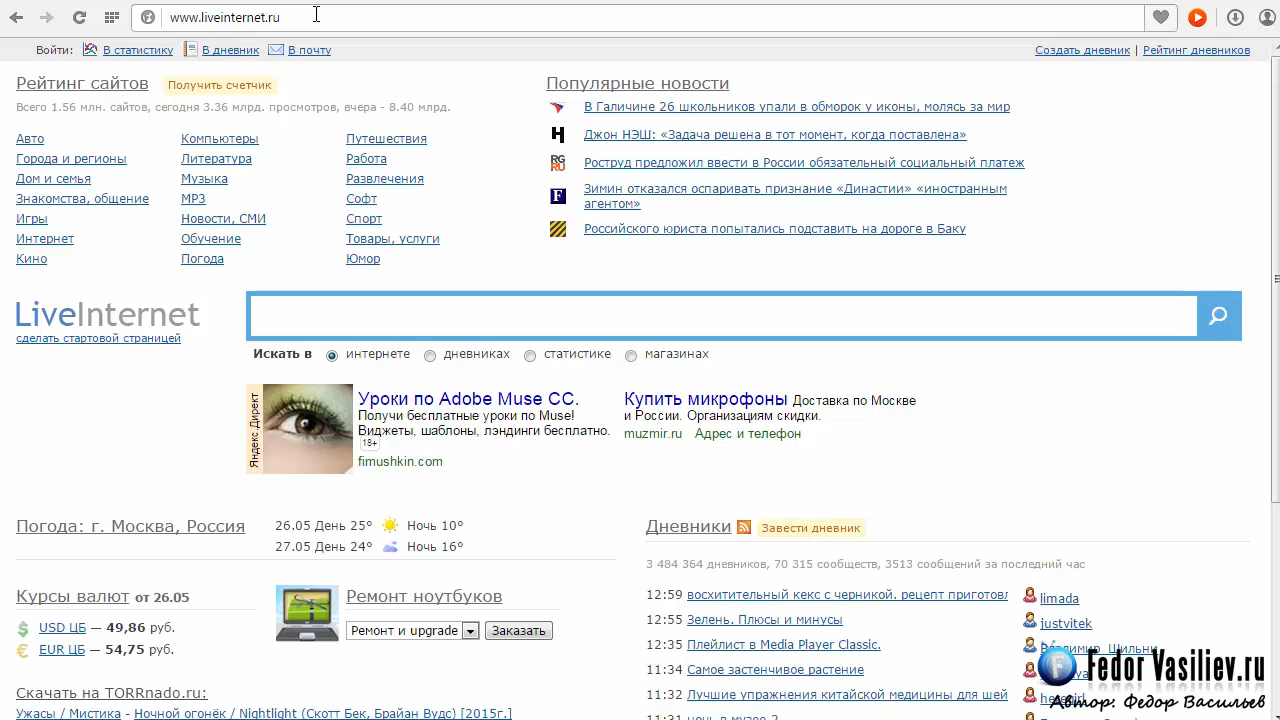 www.liveinternet.ru
Войти: В статистику В дневник В почту
Создать дневник | Рейтинг дневников
Рейтинг сайтов Получить счетчик
Всего 1.56 млн. сайтов, сегодня 3.36 млрд. просмотров, вчера - 8.40 млрд.
Авто
Города и регионы
Дом и семья
Знакомства, общение
Игры
Интернет
Кино
Компьютеры
Литература
Музыка
MP3
Новости, СМИ
Обучение
Погода
Путешествия
Работа
Развлечения
Софт
Спорт
Товары, услуги
Юмор
Популярные новости
В Галичине 26 школьников упали в обморок у иконы, молясь за мир
H Джон НЭШ: «Задача решена в тот момент, когда поставлена»
RG
RU
Роструд предложил ввести в России обязательный социальный платеж
F Зимин отказался оспаривать признание «Династии» «иностранным
агентом»
Российского юриста попытались подставить на дороге в Баку
LiveInternet
сделать стартовой страницей
Искать в интернете дневниках статистике магазинах
Яндекс Директ
Уроки по Adobe Muse CC.
Получи бесплатные уроки по Muse!
Виджеты, шаблоны, лэндинги бесплатно.
18+
fimushkin.com
Купить микрофоны Доставка по Москве
и России. Организациям скидки.
muzmir.ru Адрес и телефон
Погода: г. Москва, Россия
26.05 День 25° Ночь 10°
27.05 День 24° Ночь 16°
Курсы валют от 26.05
$ USD ЦБ — 49,86 руб.
€ EUR ЦБ — 54,75 руб.
Ремонт ноутбуков
Ремонт и upgrade Заказать
Скачать на TORRnado.ru:
Ужасы / Мистика - Ночной огонёк / Nightlight (Скотт Бек, Брайан Вудс) [2015г.]
Дневники Завести дневник
3 484 364 дневников, 70 315 сообществ, 3513 сообщений за последний час
12:59 восхитительный кекс с черникой. рецепт приготовл
12:55 Зелень. Плюсы и минусы
12:35 Плейлист в Media Player Classic.
11:34 Самое застенчивое растение
11:32 Лучшие упражнения китайской медицины для шей
11:31 ночь в музее 2
limada
justvitek
Владимир_Шильни
Fedor Vasiliev.ru
Автор: Федор Васильев